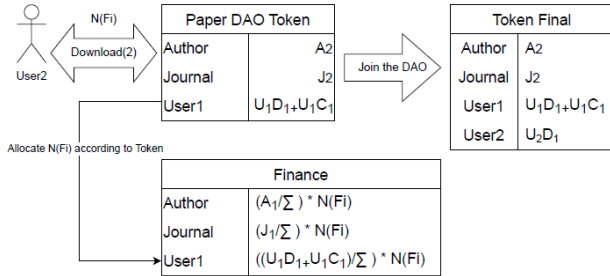 N(Fi)
Download(2)
User2
Paper DAO Token
Author A2
Journal J2
User1 U1D1+U1C1
Join the DAO
Token Final
Author A2
Journal J2
User1 U1D1+U1C1
User2 U2D1
Allocate N(Fi) according to Token
Finance
Author (A1/Σ ) * N(Fi)
Journal (J1/Σ ) * N(Fi)
User1 ((U1D1+U1C1)/Σ ) * N(Fi)